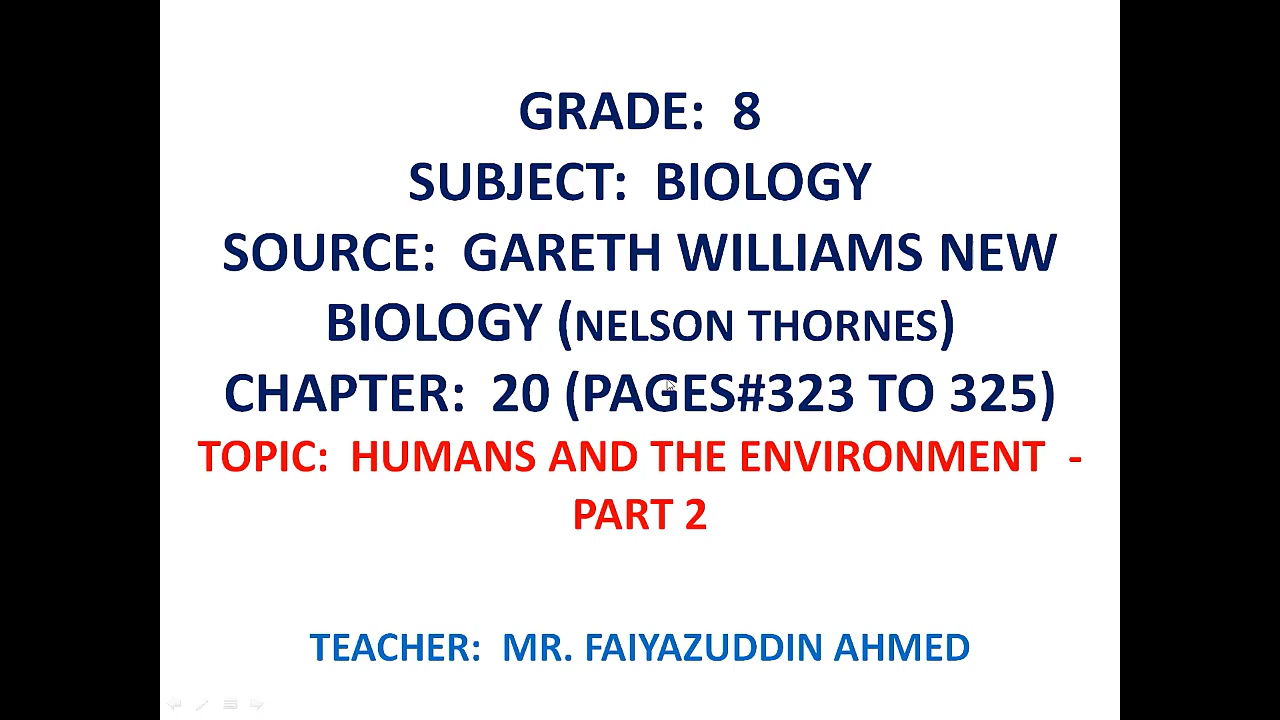 GRADE:  8
SUBJECT:  BIOLOGY
SOURCE:  GARETH WILLIAMS NEW
BIOLOGY (NELSON THORNES)
CHAPTER:  20 (PAGES#323 TO 325)
TOPIC:  HUMANS AND THE ENVIRONMENT  -
PART 2
TEACHER:  MR. FAIYAZUDDIN AHMED